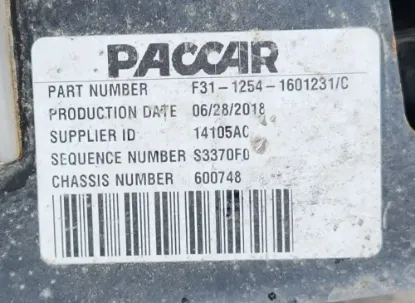 PACCAR
PART NUMBER F31-1254-1601231/C
PRODUCTION DATE 06/28/2018
SUPPLIER ID 14105AC
SEQUENCE NUMBER S3370F0
CHASSIS NUMBER 600748